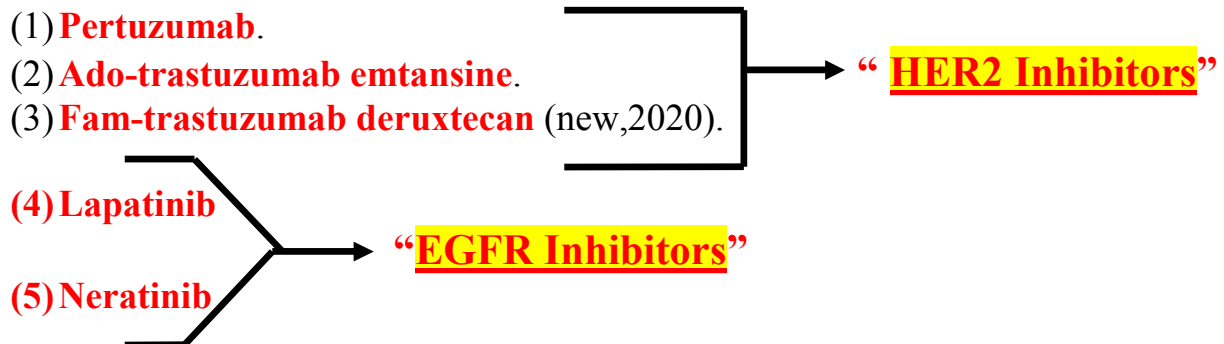 (1) Pertuzumab.
(2) Ado-trastuzumab emtansine.
(3) Fam-trastuzumab deruxtecan (new,2020).
“ HER2 Inhibitors”
(4) Lapatinib
(5) Neratinib
“EGFR Inhibitors”